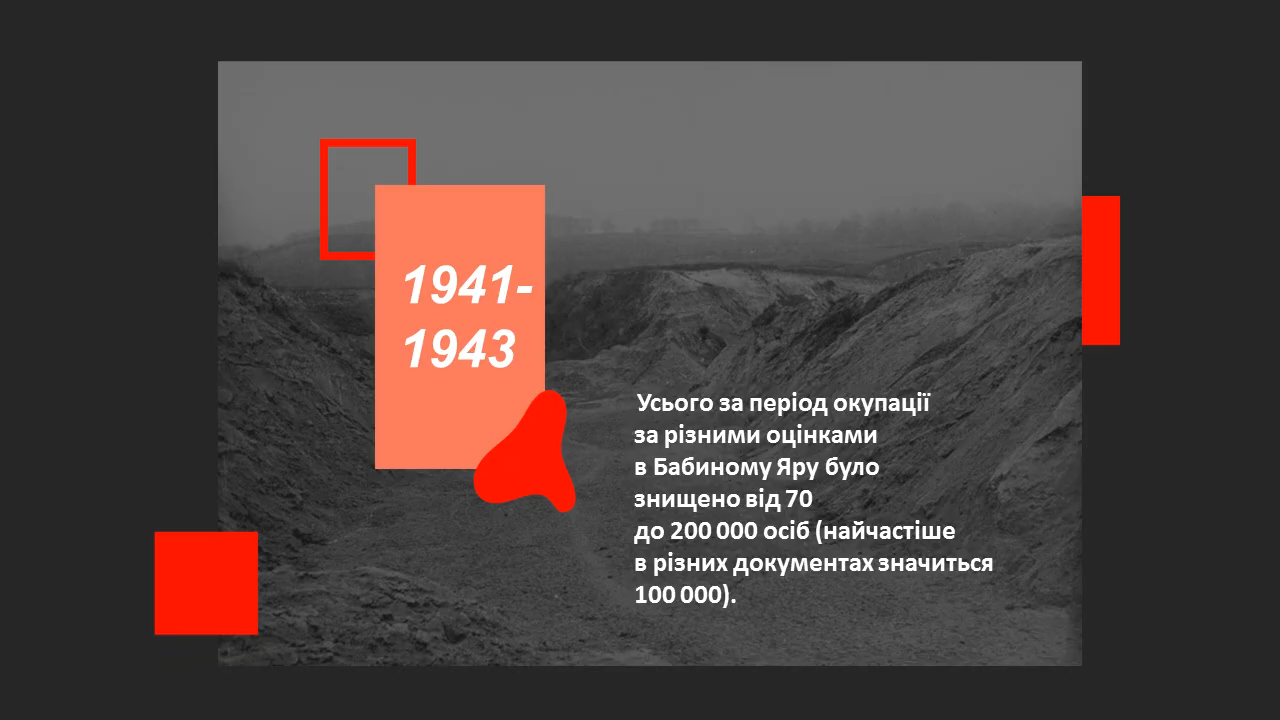 1941-
1943
Усього за період окупації
за різними оцінками
в Бабиному Яру було
знищено від 70
до 200 000 осіб (найчастіше
в різних документах значиться
100 000).